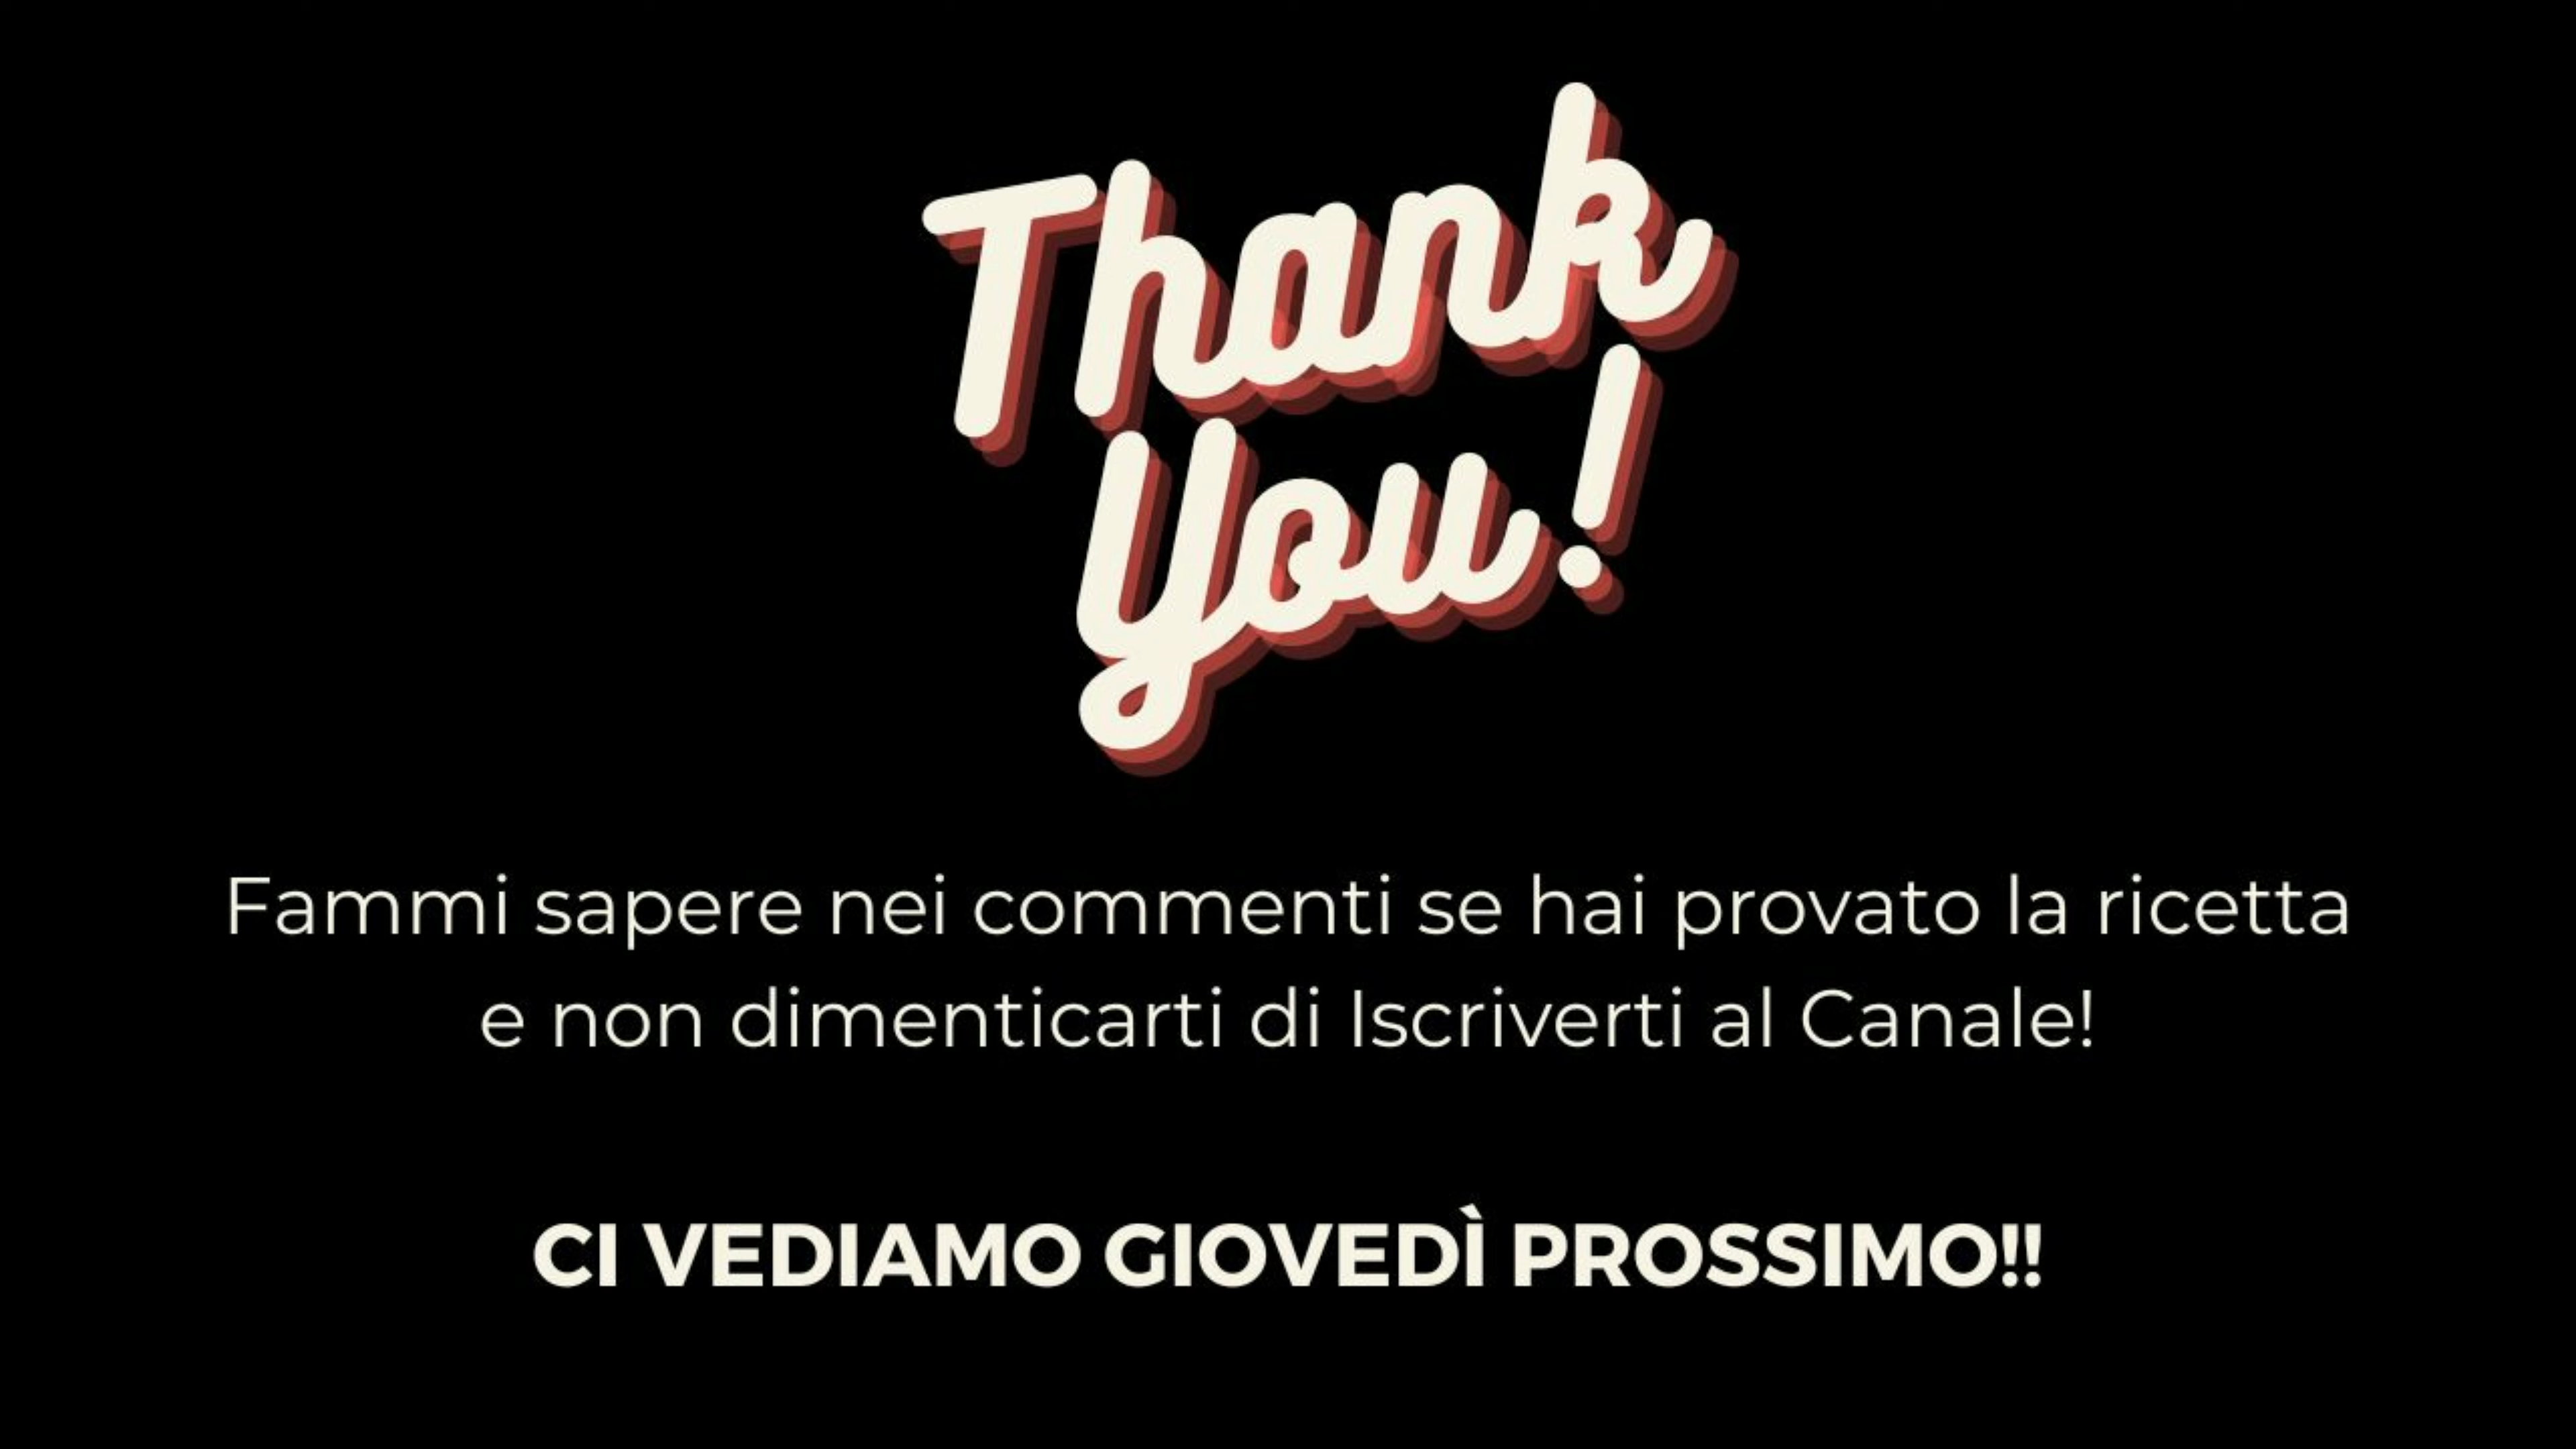 Thank
You!
Fammi sapere nei commenti se hai provato la ricetta
e non dimenticarti di Iscriverti al Canale!
CI VEDIAMO GIOVEDÌ PROSSIMO!!